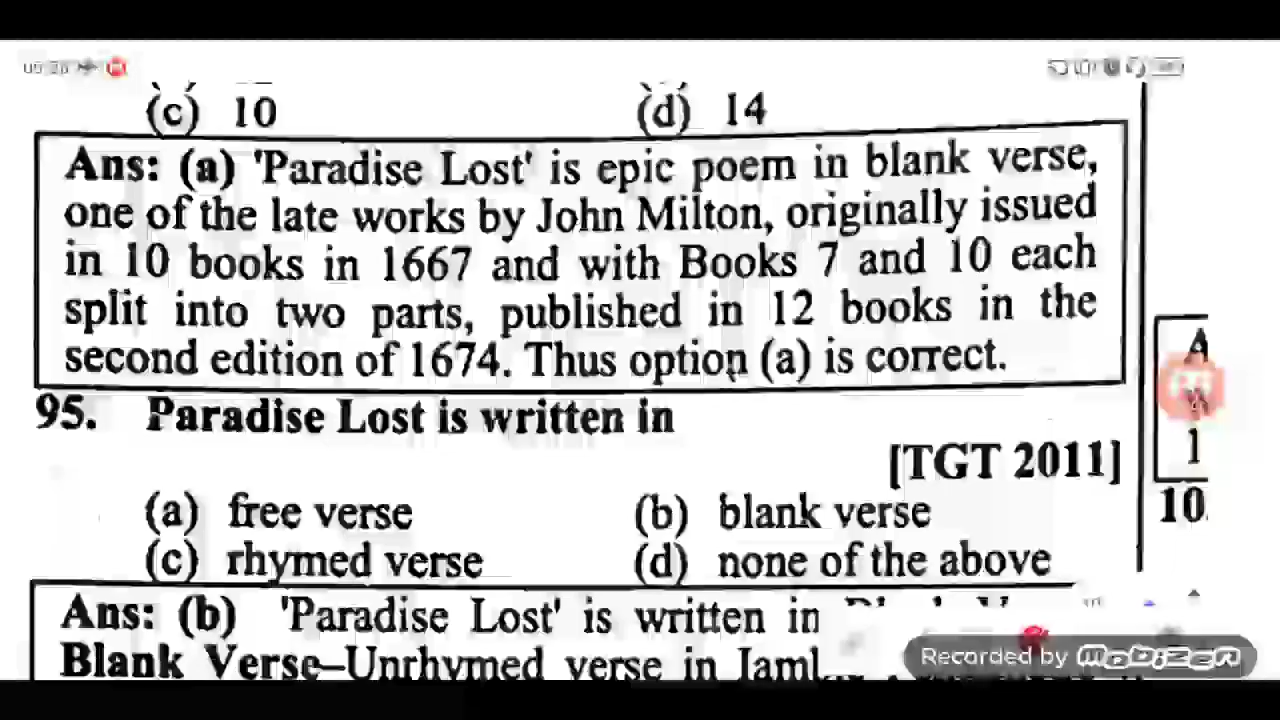 (c) 10 (d) 14
Ans: (a) 'Paradise Lost' is epic poem in blank verse,
one of the late works by John Milton, originally issued
in 10 books in 1667 and with Books 7 and 10 each
split into two parts, published in 12 books in the
second edition of 1674. Thus option (a) is correct.
95. Paradise Lost is written in
[TGT 2011]
(a) free verse (b) blank verse
(c) rhymed verse (d) none of the above
Ans: (b) 'Paradise Lost' is written in
Blank Verse–Unrhymed verse in
A
1
10.
Recorded by mobizen